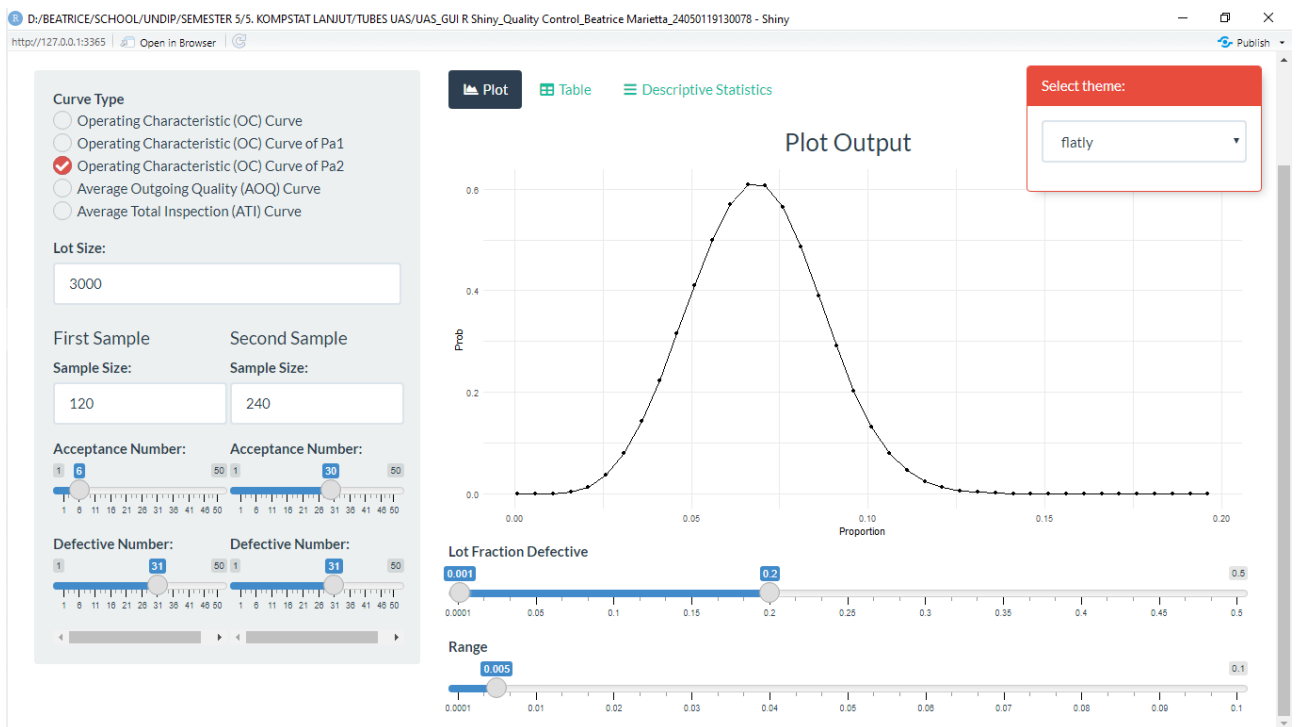 D:/BEATRICE/SCHOOL/UNDIP/SEMESTER 5/5. KOMPSTAT LANJUT/TUBES UAS/UAS_GUI R Shiny_Quality Control_Beatrice Marietta_24050119130078 - Shiny
http://127.0.0.1:3365 Open in Browser Publish
Curve Type
Operating Characteristic (OC) Curve
Operating Characteristic (OC) Curve of Pa1
Operating Characteristic (OC) Curve of Pa2
Average Outgoing Quality (AOQ) Curve
Average Total Inspection (ATI) Curve
Lot Size:
3000
First Sample Second Sample
Sample Size: Sample Size:
120 240
Acceptance Number: Acceptance Number:
1 6 50 1 30 50
1 6 11 16 21 26 31 36 41 46 50 1 6 11 16 21 26 31 36 41 46 50
Defective Number: Defective Number:
1 31 50 1 31 50
1 6 11 16 21 26 31 36 41 46 50 1 6 11 16 21 26 31 36 41 46 50
Plot Table Descriptive Statistics
Select theme:
flatly
Plot Output
0.6
0.4
0.2
0.0
Prob
0.00 0.05 0.10 0.15 0.20
Proportion
Lot Fraction Defective
0.001 0.2 0.5
0.0001 0.05 0.1 0.15 0.2 0.25 0.3 0.35 0.4 0.45 0.5
Range
0.005 0.1
0.0001 0.01 0.02 0.03 0.04 0.05 0.06 0.07 0.08 0.09 0.1